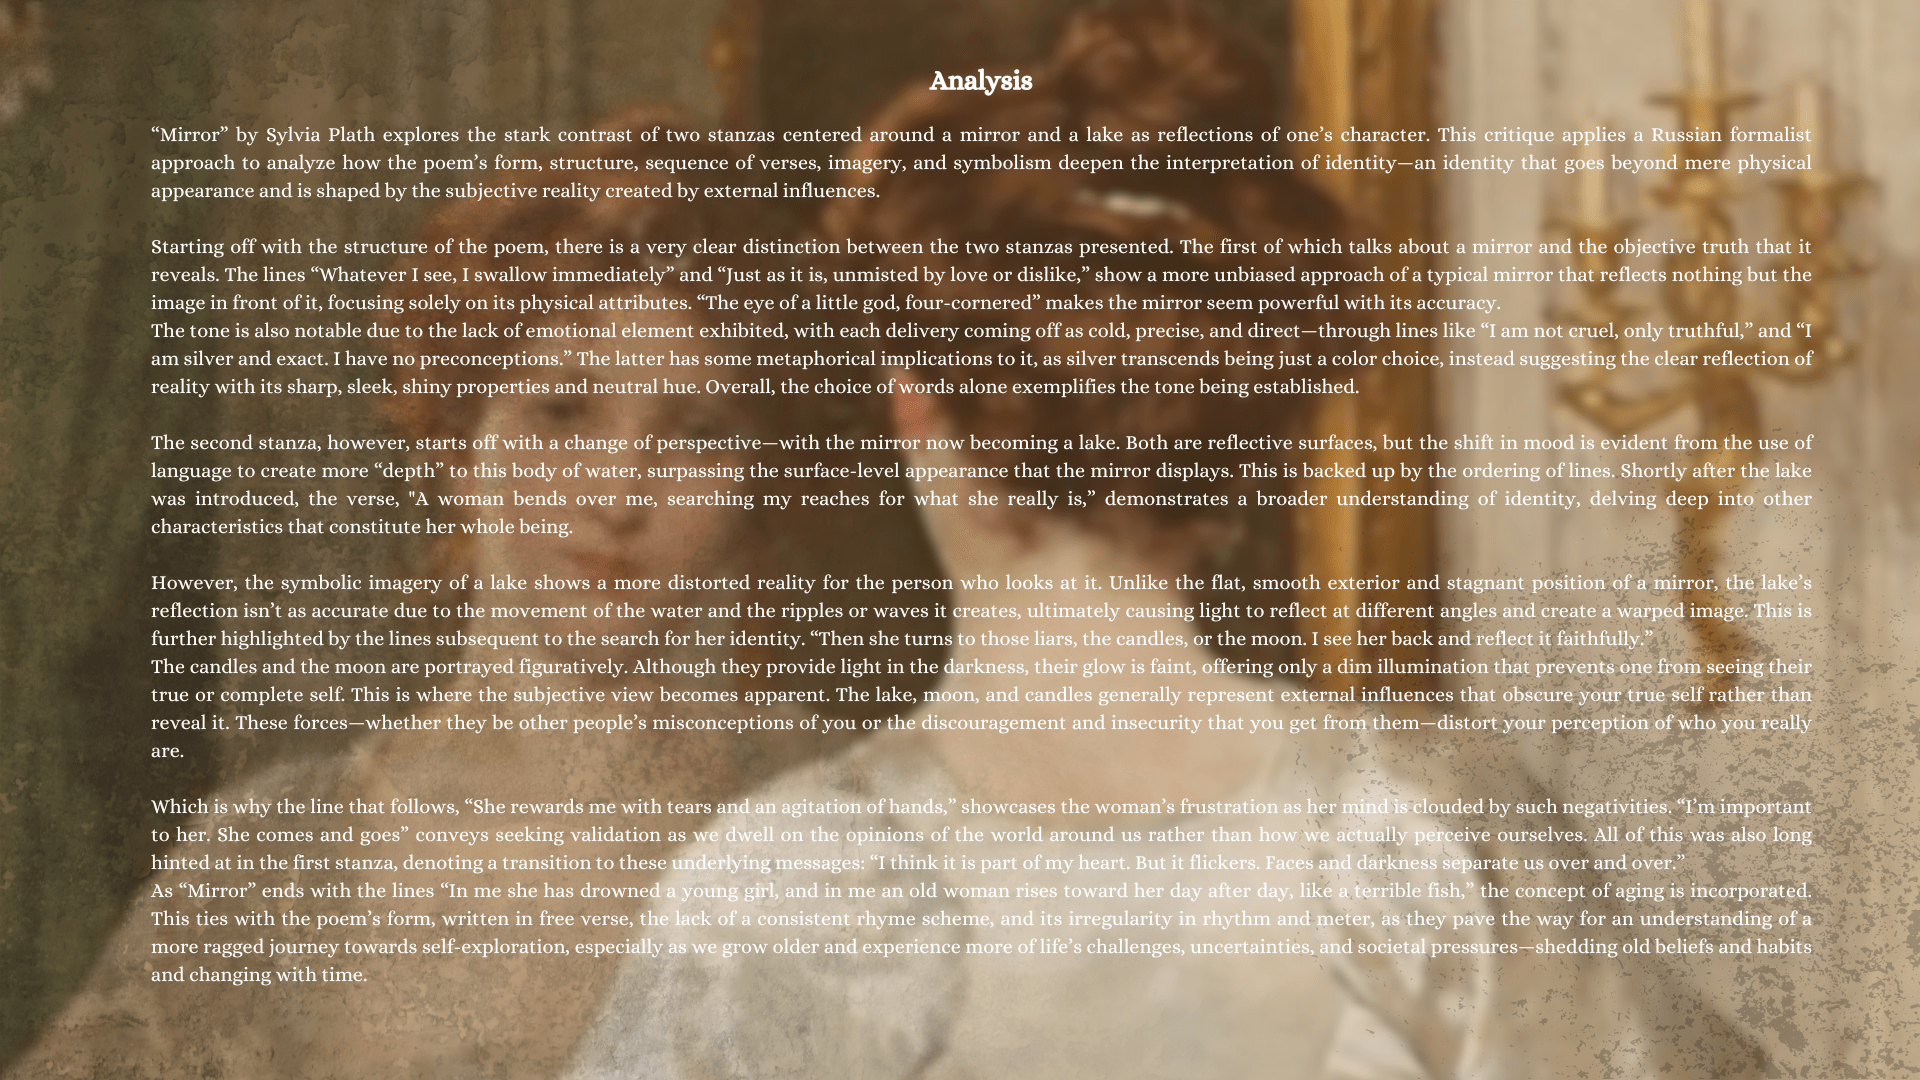 Analysis
“Mirror” by Sylvia Plath explores the stark contrast of two stanzas centered around a mirror and a lake as reflections of one’s character. This critique applies a Russian formalist
approach to analyze how the poem’s form, structure, sequence of verses, imagery, and symbolism deepen the interpretation of identity—an identity that goes beyond mere physical
appearance and is shaped by the subjective reality created by external influences.
Starting off with the structure of the poem, there is a very clear distinction between the two stanzas presented. The first of which talks about a mirror and the objective truth that it
reveals. The lines “Whatever I see, I swallow immediately” and “Just as it is, unmisted by love or dislike,” show a more unbiased approach of a typical mirror that reflects nothing but the
image in front of it, focusing solely on its physical attributes. “The eye of a little god, four-cornered” makes the mirror seem powerful with its accuracy.
The tone is also notable due to the lack of emotional element exhibited, with each delivery coming off as cold, precise, and direct—through lines like “I am not cruel, only truthful,” and “I
am silver and exact. I have no preconceptions.” The latter has some metaphorical implications to it, as silver transcends being just a color choice, instead suggesting the clear reflection of
reality with its sharp, sleek, shiny properties and neutral hue. Overall, the choice of words alone exemplifies the tone being established.
The second stanza, however, starts off with a change of perspective—with the mirror now becoming a lake. Both are reflective surfaces, but the shift in mood is evident from the use of
language to create more “depth” to this body of water, surpassing the surface-level appearance that the mirror displays. This is backed up by the ordering of lines. Shortly after the lake
was introduced, the verse, "A woman bends over me, searching my reaches for what she really is,” demonstrates a broader understanding of identity, delving deep into other
characteristics that constitute her whole being.
However, the symbolic imagery of a lake shows a more distorted reality for the person who looks at it. Unlike the flat, smooth exterior and stagnant position of a mirror, the lake’s
reflection isn’t as accurate due to the movement of the water and the ripples or waves it creates, ultimately causing light to reflect at different angles and create a warped image. This is
further highlighted by the lines subsequent to the search for her identity. “Then she turns to those liars, the candles, or the moon. I see her back and reflect it faithfully.”
The candles and the moon are portrayed figuratively. Although they provide light in the darkness, their glow is faint, offering only a dim illumination that prevents one from seeing their
true or complete self. This is where the subjective view becomes apparent. The lake, moon, and candles generally represent external influences that obscure your true self rather than
reveal it. These forces—whether they be other people’s misconceptions of you or the discouragement and insecurity that you get from them—distort your perception of who you really
are.
Which is why the line that follows, “She rewards me with tears and an agitation of hands,” showcases the woman’s frustration as her mind is clouded by such negativities. “I’m important
to her. She comes and goes” conveys seeking validation as we dwell on the opinions of the world around us rather than how we actually perceive ourselves. All of this was also long
hinted at in the first stanza, denoting a transition to these underlying messages: “I think it is part of my heart. But it flickers. Faces and darkness separate us over and over.”
As “Mirror” ends with the lines “In me she has drowned a young girl, and in me an old woman rises toward her day after day, like a terrible fish,” the concept of aging is incorporated.
This ties with the poem’s form, written in free verse, the lack of a consistent rhyme scheme, and its irregularity in rhythm and meter, as they pave the way for an understanding of a
more ragged journey towards self-exploration, especially as we grow older and experience more of life’s challenges, uncertainties, and societal pressures—shedding old beliefs and habits
and changing with time.